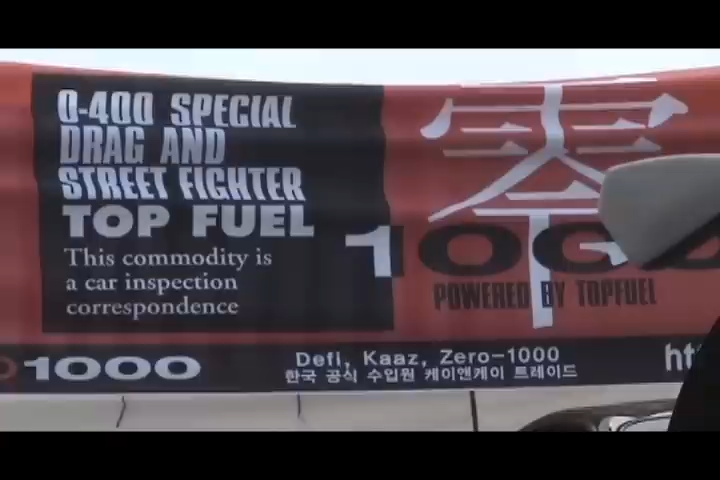 0-400 SPECIAL
DRAG AND
STREET FIGHTER
TOP FUEL
This commodity is
a car inspection
correspondence
零
POWERED BY TOPFUEL
1000
Defi, Kaaz, Zero-1000
한국 공식 수입원 케이앤케이 트레이드